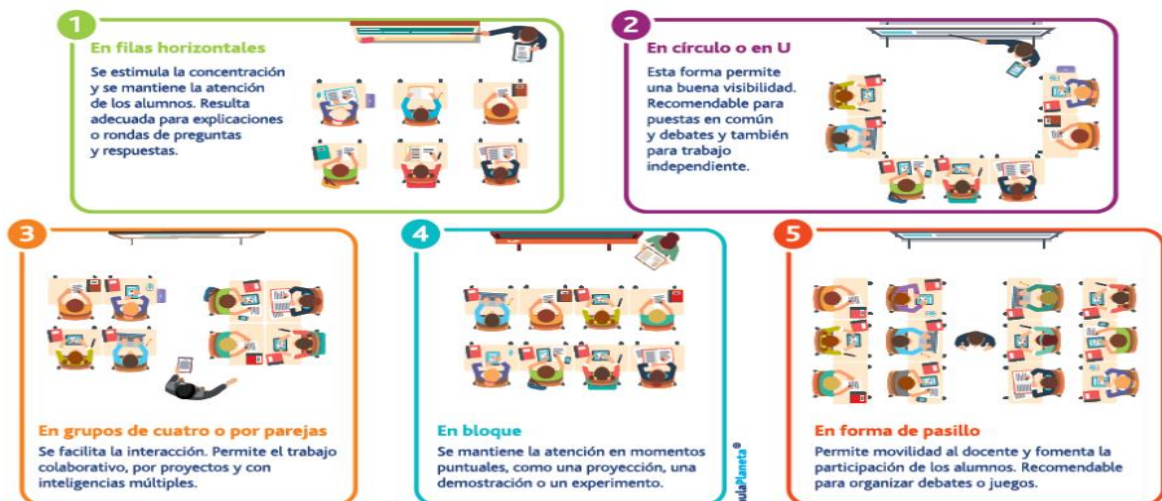 1
En filas horizontales
Se estimula la concentración
y se mantiene la atención
de los alumnos. Resulta
adecuada para explicaciones
o rondas de preguntas
y respuestas.
2
En círculo o en U
Esta forma permite
una buena visibilidad.
Recomendable para
puestas en común
y debates y también
para trabajo
independiente.
3
En grupos de cuatro o por parejas
Se facilita la interacción. Permite el trabajo
colaborativo, por proyectos y con
inteligencias múltiples.
4
En bloque
Se mantiene la atención en momentos
puntuales, como una proyección, una
demostración o un experimento.
ulaPlaneta®
5
En forma de pasillo
Permite movilidad al docente y fomenta la
participación de los alumnos. Recomendable
para organizar debates o juegos.